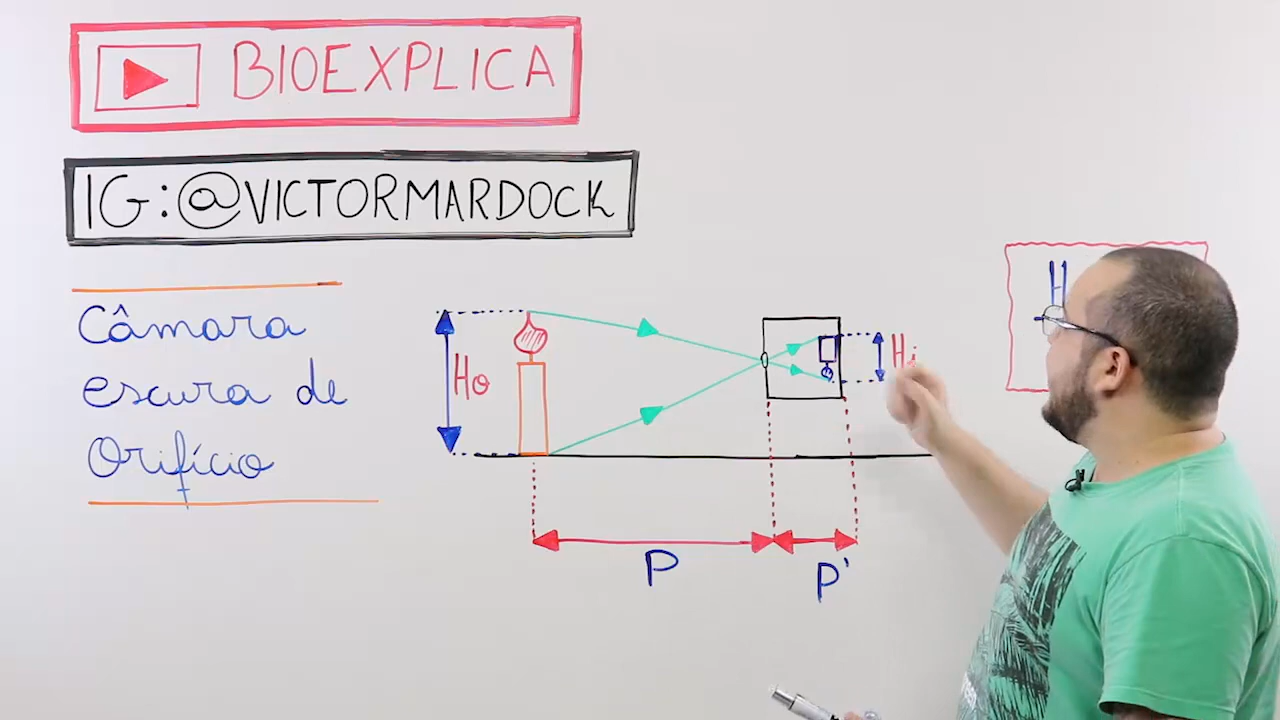 BIOEXPLICA
IG:@VICTORMARDOCK
Câmara
escura de
Orifício
Ho
Hi
H
P
P'